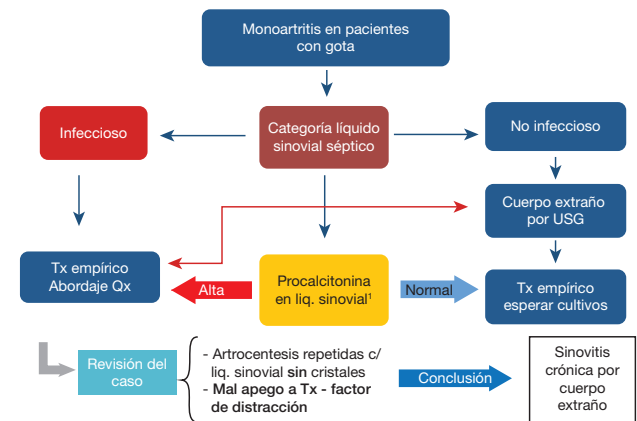 Monoartritis en pacientes
con gota
Infeccioso
Categoría líquido
sinovial séptico
No infeccioso
Cuerpo extraño
por USG
Tx empírico
Abordaje Qx
Alta
Procalcitonina
en liq. sinovial¹
Normal
Tx empírico
esperar cultivos
Revisión del
caso
- Artrocentesis repetidas c/
liq. sinovial sin cristales
- Mal apego a Tx - factor
de distracción
Conclusión
Sinovitis
crónica por
cuerpo
extraño